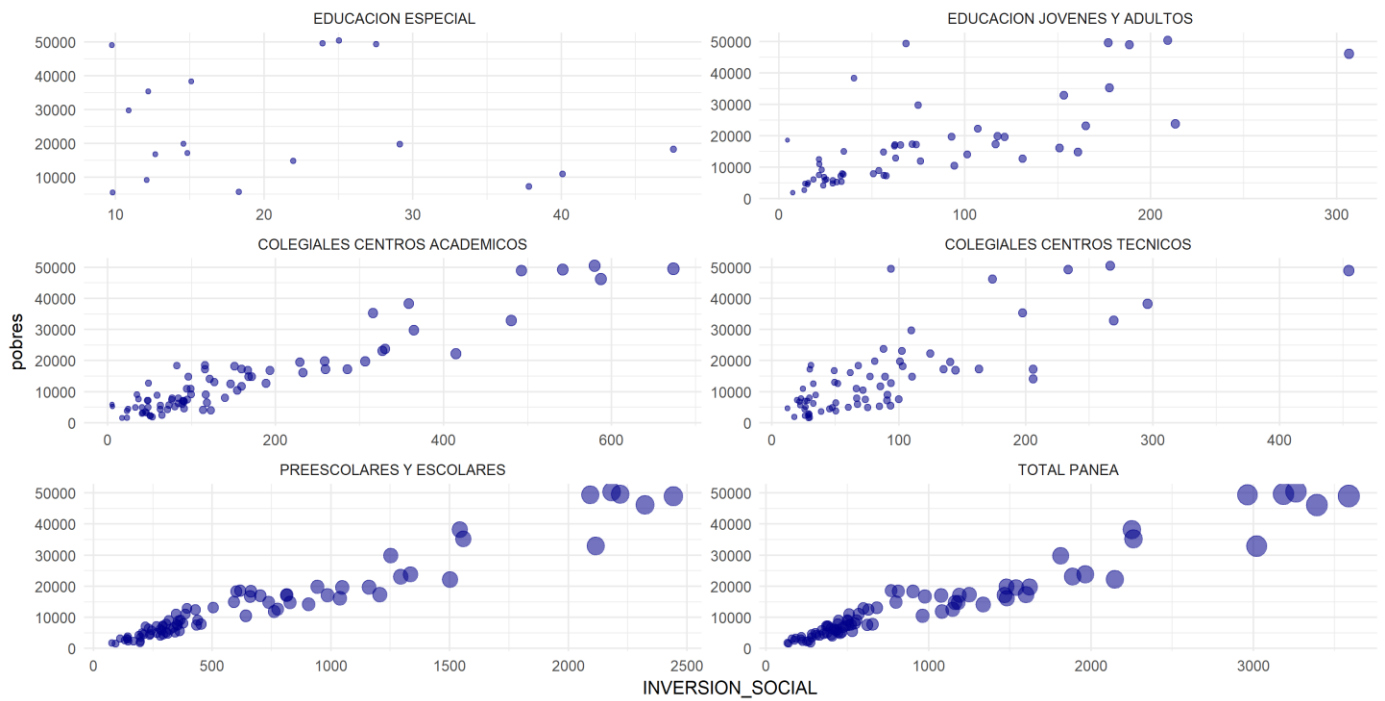 EDUCACION ESPECIAL
EDUCACION JOVENES Y ADULTOS
50000
40000
30000
20000
10000
10 20 30 40
50000
40000
30000
20000
10000
0
0 100 200 300
COLEGIALES CENTROS ACADEMICOS
COLEGIALES CENTROS TECNICOS
pobres
50000
40000
30000
20000
10000
0
0 200 400 600
50000
40000
30000
20000
10000
0
0 100 200 300 400
PREESCOLARES Y ESCOLARES
TOTAL PANEA
50000
40000
30000
20000
10000
0
0 500 1000 1500 2000 2500
50000
40000
30000
20000
10000
0
0 1000 2000 3000
INVERSION_SOCIAL